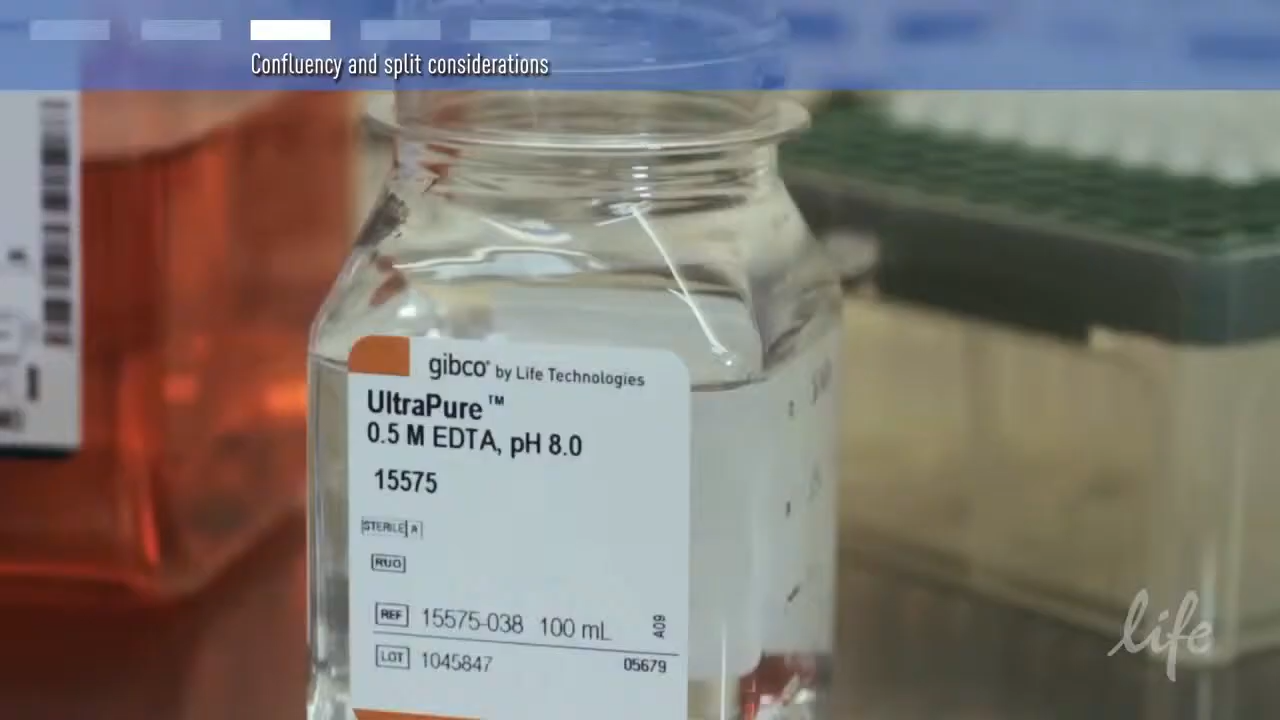 Confluency and split considerations
gibco® by Life Technologies
UltraPure™
0.5 M EDTA, pH 8.0
15575
STERILE A
RUO
REF 15575-038 100 mL A09
LOT 1045847 05679
life